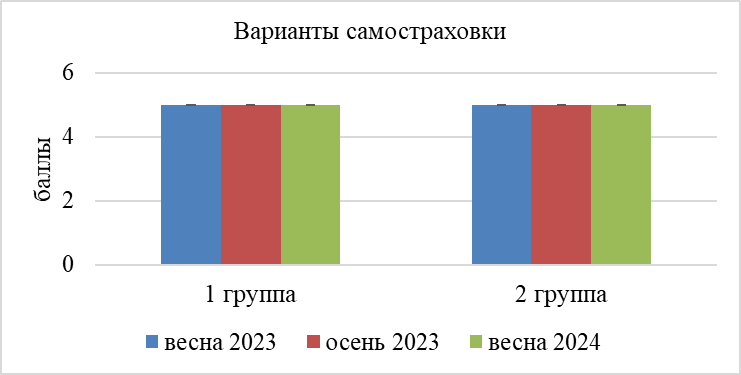 Варианты самостраховки
баллы
6
4
2
0
1 группа
2 группа
весна 2023
осень 2023
весна 2024